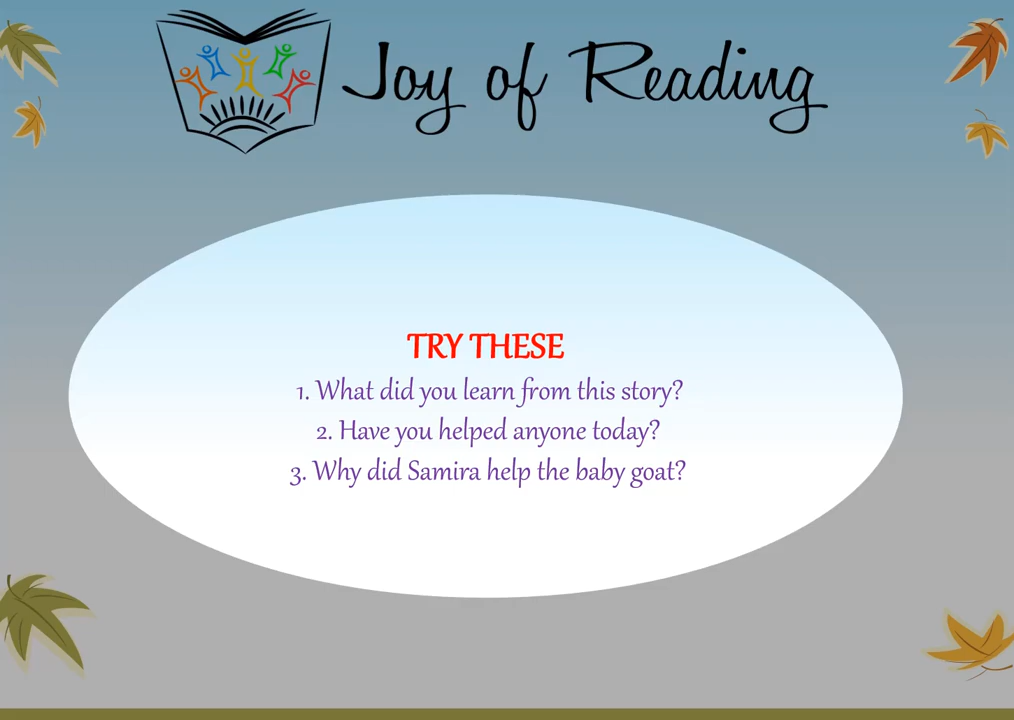 Joy of Reading
TRY THESE
1. What did you learn from this story?
2. Have you helped anyone today?
3. Why did Samira help the baby goat?